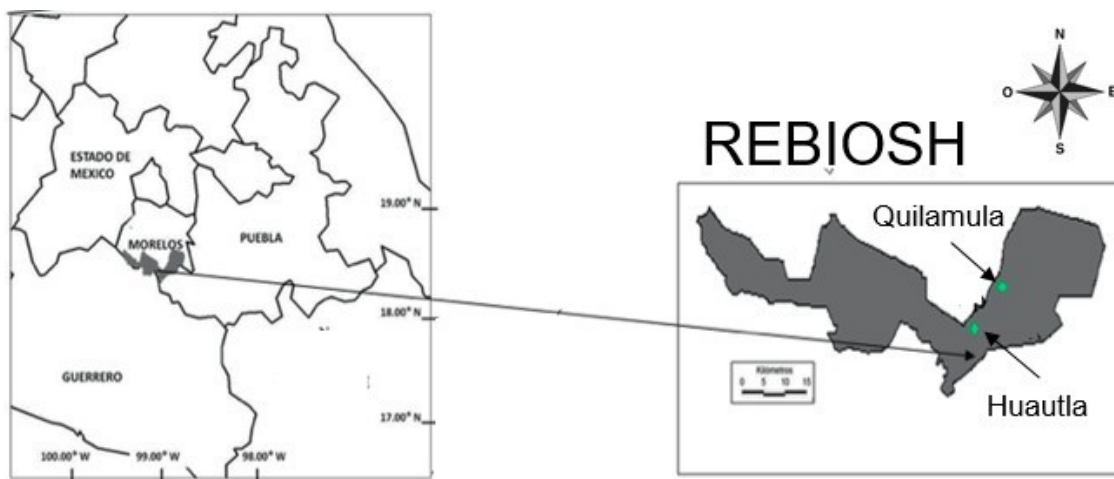 ESTADO DE
MEXICO
MORELOS
PUEBLA
GUERRERO
19.00° N
18.00° N
17.00° N
100.00° W
99.00° W
98.00° W
N
O
E
S
REBIOSH
Quilamula
Huautla
Kilómetros
0 5 10 15